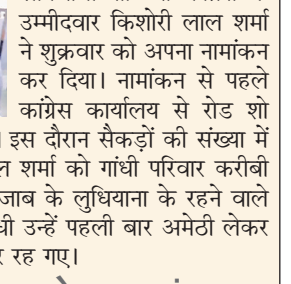 उम्मीदवार किशोरी लाल शर्मा
ने शुक्रवार को अपना नामांकन
कर दिया। नामांकन से पहले
कांग्रेस कार्यालय से रोड शो
इस दौरान सैकड़ों की संख्या में
शर्मा को गांधी परिवार करीबी
के लुधियाना के रहने वाले
उन्हें पहली बार अमेठी लेकर
रह गए।